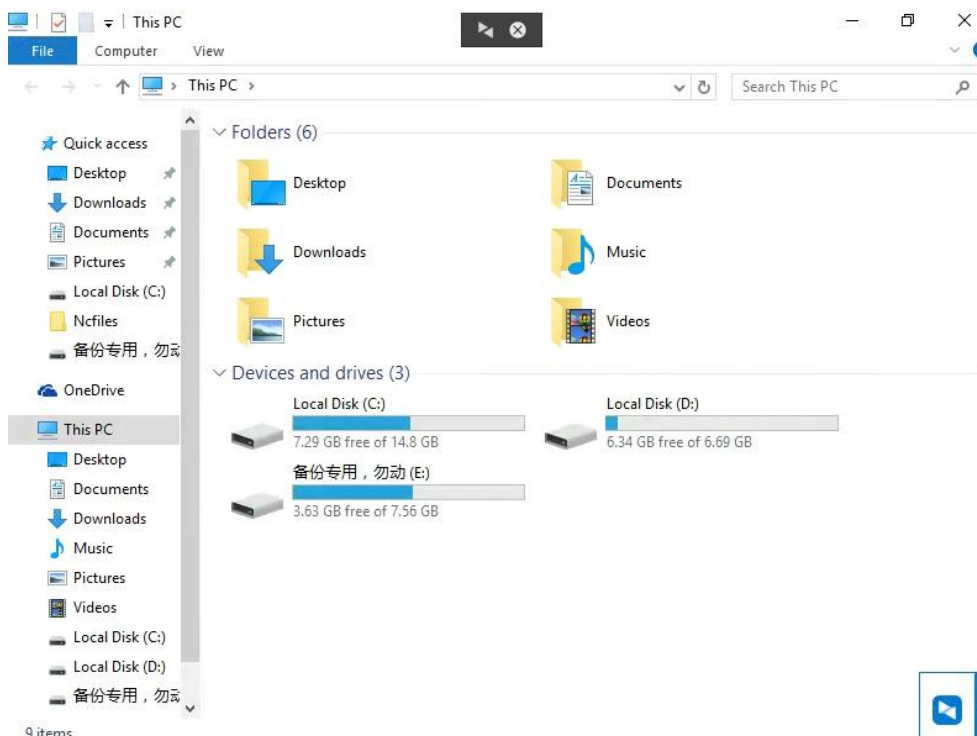 This PC
File Computer View
This PC
Search This PC
Quick access
Desktop
Downloads
Documents
Pictures
Local Disk (C:)
Ncfiles
备份专用，勿动
OneDrive
This PC
Desktop
Documents
Downloads
Music
Pictures
Videos
Local Disk (C:)
Local Disk (D:)
备份专用，勿动
9 items
Folders (6)
Desktop
Documents
Downloads
Music
Pictures
Videos
Devices and drives (3)
Local Disk (C:)
7.29 GB free of 14.8 GB
Local Disk (D:)
6.34 GB free of 6.69 GB
备份专用，勿动 (E:)
3.63 GB free of 7.56 GB